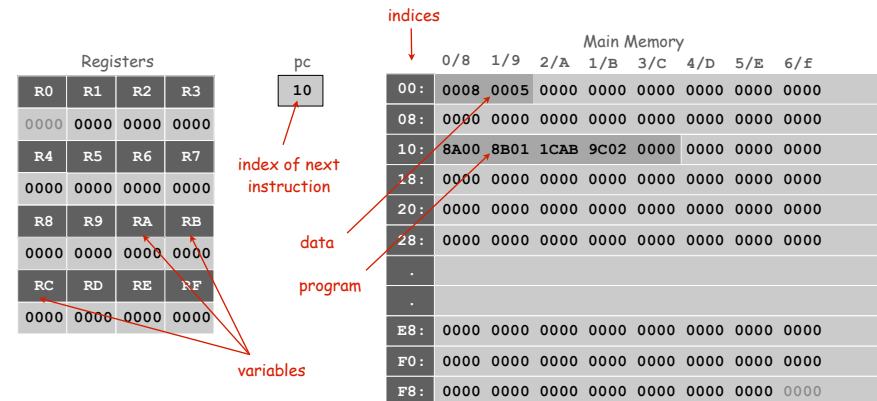 indices
Registers
pc
Main Memory
0/8 1/9 2/A 1/B 3/C 4/D 5/E 6/f
R0 R1 R2 R3
0000 0000 0000 0000
R4 R5 R6 R7
0000 0000 0000 0000
R8 R9 RA RB
0000 0000 0000 0000
RC RD RE RF
0000 0000 0000 0000
10
index of next
instruction
data
program
variables
00: 0008 0005 0000 0000 0000 0000 0000 0000
08: 0000 0000 0000 0000 0000 0000 0000 0000
10: 8A00 8B01 1CAB 9C02 0000 0000 0000 0000
18: 0000 0000 0000 0000 0000 0000 0000 0000
20: 0000 0000 0000 0000 0000 0000 0000 0000
28: 0000 0000 0000 0000 0000 0000 0000 0000
.
.
E8: 0000 0000 0000 0000 0000 0000 0000 0000
F0: 0000 0000 0000 0000 0000 0000 0000 0000
F8: 0000 0000 0000 0000 0000 0000 0000 0000